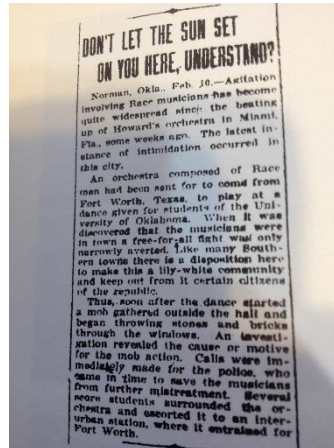 DON'T LET THE SUN SET
ON YOU HERE, UNDERSTAND?
Norman, Okla., Feb. 10.—Agitation
involving Race musicians has become
quite widespread since the beating
up of Howard's orchestra in Miami,
Fla., some weeks ago. The latest in-
stance of intimidation occurred in
this city.
An orchestra composed of Race
men had been sent for to come from
Fort Worth, Texas, to play at a
dance given for students of the Uni-
versity of Oklahoma. When it was
discovered that the musicians were
in town a free-for-all fight was only
narrowly averted. Like many South-
ern towns there is a disposition here
to make this a lily-white community
and keep out from it certain citizens
of the republic.
Thus, soon after the dance started
a mob gathered outside the hall and
began throwing stones and bricks
through the windows. An investi-
gation revealed the cause or motive
for the mob action. Calls were im-
mediately made for the police, who
came in time to save the musicians
from further mistreatment. Several
score students surrounded the or-
chestra and escorted it to an inter-
urban station, where it entrained for
Fort Worth.